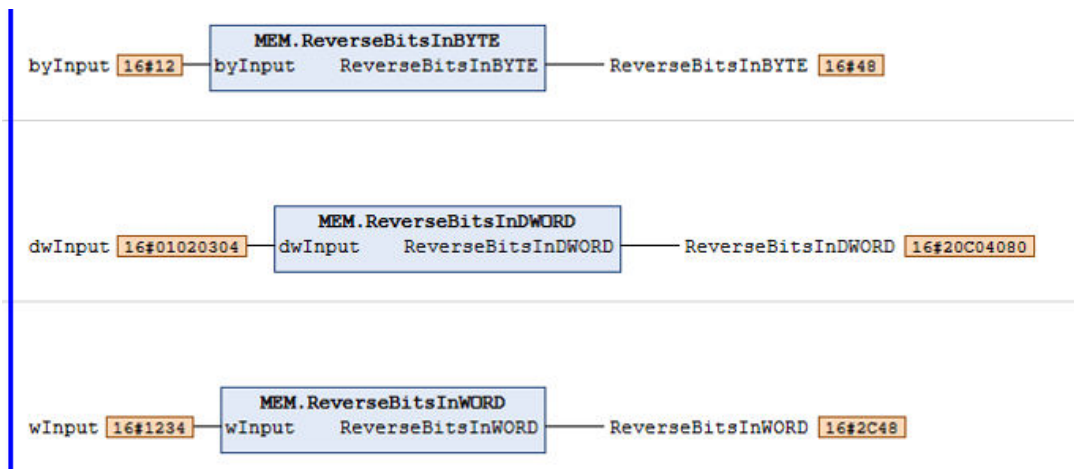 MEM.ReverseBitsInBYTE
byInput 16#12 byInput ReverseBitsInBYTE ReverseBitsInBYTE 16#48
MEM.ReverseBitsInDWORD
dwInput 16#01020304 dwInput ReverseBitsInDWORD ReverseBitsInDWORD 16#20C04080
MEM.ReverseBitsInWORD
wInput 16#1234 wInput ReverseBitsInWORD ReverseBitsInWORD 16#2C48